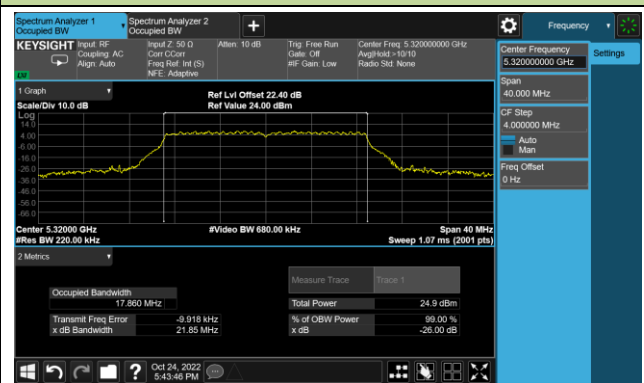 Spectrum Analyzer 1
Occupied BW
Spectrum Analyzer 2
Occupied BW
+
Frequency
KEYSIGHT
Input: RF
Coupling: AC
Align: Auto
Input Z: 50 Ω
Corr CCorr
Freq Ref: Int (S)
NFE: Adaptive
Atten: 10 dB
Trig: Free Run
Gate: Off
#IF Gain: Low
Center Freq: 5.320000000 GHz
Avg|Hold:>10/10
Radio Std: None
Center Frequency
5.320000000 GHz
Settings
Span
40.000 MHz
CF Step
4.000000 MHz
Auto
Man
Freq Offset
0 Hz
1 Graph
Scale/Div 10.0 dB
Ref Lvl Offset 22.40 dB
Ref Value 24.00 dBm
Log
14.0
4.00
-6.00
-16.0
-26.0
-36.0
-46.0
-56.0
-66.0
Center 5.32000 GHz
#Res BW 220.00 kHz
#Video BW 680.00 kHz
Span 40 MHz
Sweep 1.07 ms (2001 pts)
2 Metrics
Measure Trace
Trace 1
Occupied Bandwidth
17.860 MHz
Total Power
24.9 dBm
Transmit Freq Error
-9.918 kHz
% of OBW Power
99.00 %
x dB Bandwidth
21.85 MHz
x dB
-26.00 dB
?
Oct 24, 2022
5:43:46 PM